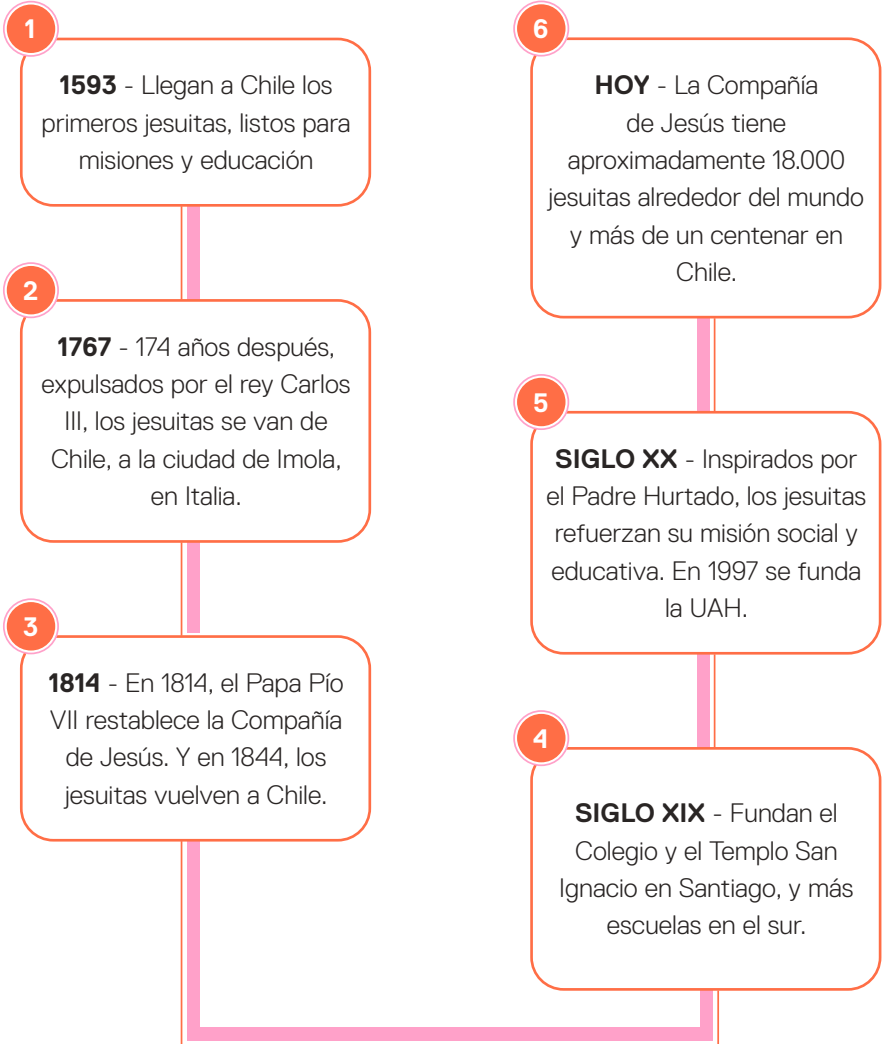 1
1593 - Llegan a Chile los
primeros jesuitas, listos para
misiones y educación
2
1767 - 174 años después,
expulsados por el rey Carlos
III, los jesuitas se van de
Chile, a la ciudad de Imola,
en Italia.
3
1814 - En 1814, el Papa Pío
VII restablece la Compañía
de Jesús. Y en 1844, los
jesuitas vuelven a Chile.
4
SIGLO XIX - Fundan el
Colegio y el Templo San
Ignacio en Santiago, y más
escuelas en el sur.
5
SIGLO XX - Inspirados por
el Padre Hurtado, los jesuitas
refuerzan su misión social y
educativa. En 1997 se funda
la UAH.
6
HOY - La Compañía
de Jesús tiene
aproximadamente 18.000
jesuitas alrededor del mundo
y más de un centenar en
Chile.